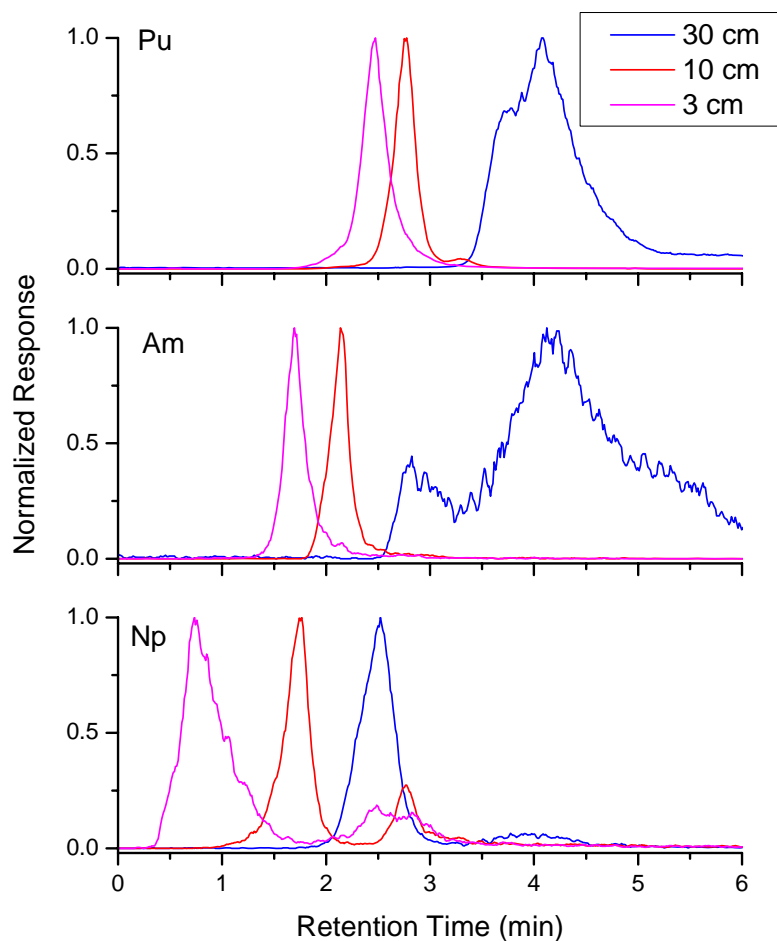 Pu
30 cm
10 cm
3 cm
1.0
0.5
0.0
Am
1.0
0.5
0.0
Np
1.0
0.5
0.0
0 1 2 3 4 5 6
Normalized Response
Retention Time (min)